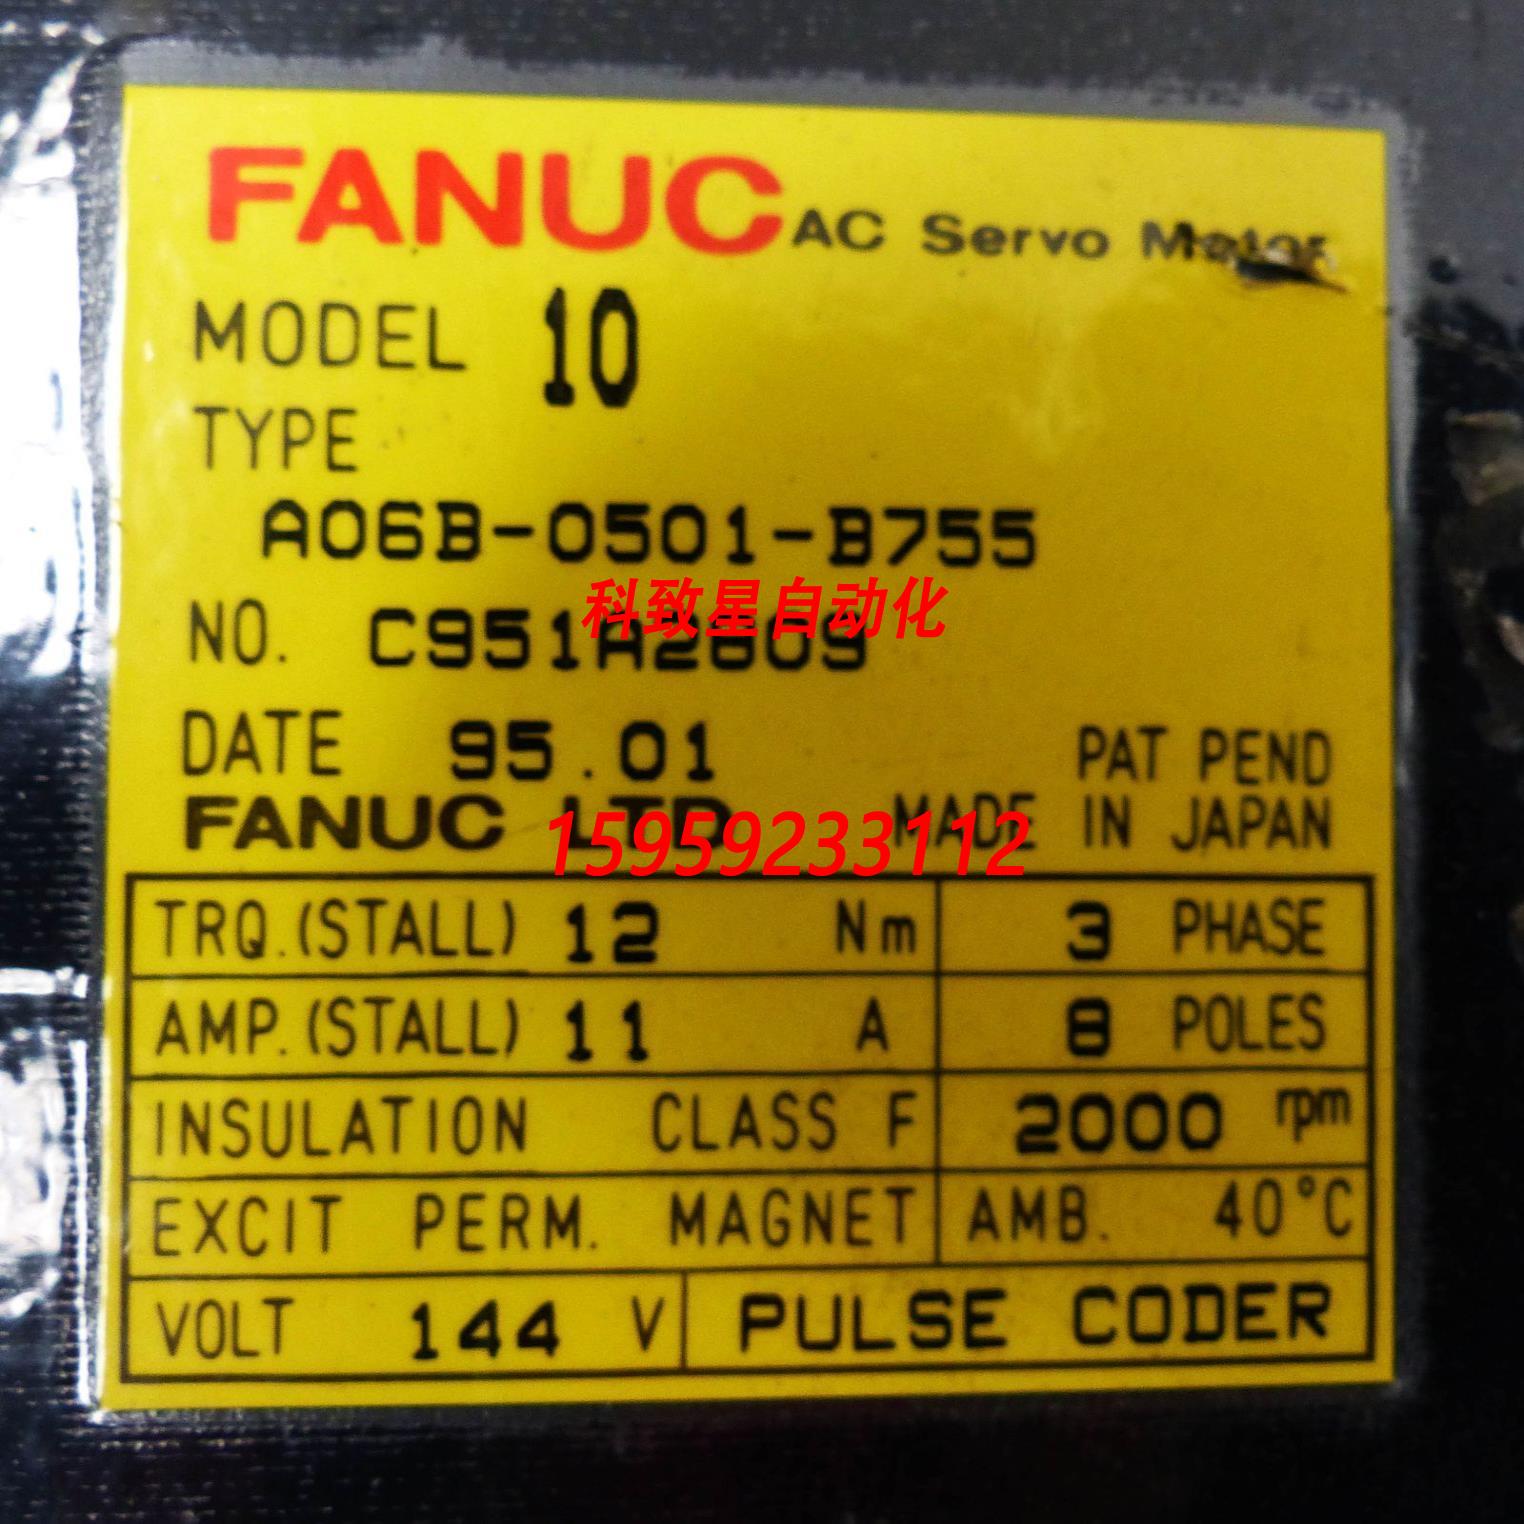 FANUC AC Servo Motor
MODEL 10
TYPE
A06B-0501-B755
科致星自动化
NO. C951A2609
DATE 95.01 PAT PEND
FANUC LTD MADE IN JAPAN
15959233112
TRQ.(STALL) 12 Nm 3 PHASE
AMP.(STALL) 11 A 8 POLES
INSULATION CLASS F 2000 rpm
EXCIT PERM. MAGNET AMB. 40°C
VOLT 144 V PULSE CODER